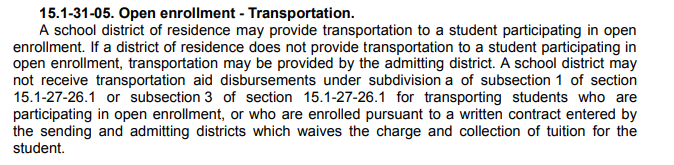 15.1-31-05. Open enrollment - Transportation.
A school district of residence may provide transportation to a student participating in open
enrollment. If a district of residence does not provide transportation to a student participating in
open enrollment, transportation may be provided by the admitting district. A school district may
not receive transportation aid disbursements under subdivision a of subsection 1 of section
15.1-27-26.1 or subsection 3 of section 15.1-27-26.1 for transporting students who are
participating in open enrollment, or who are enrolled pursuant to a written contract entered by
the sending and admitting districts which waives the charge and collection of tuition for the
student.